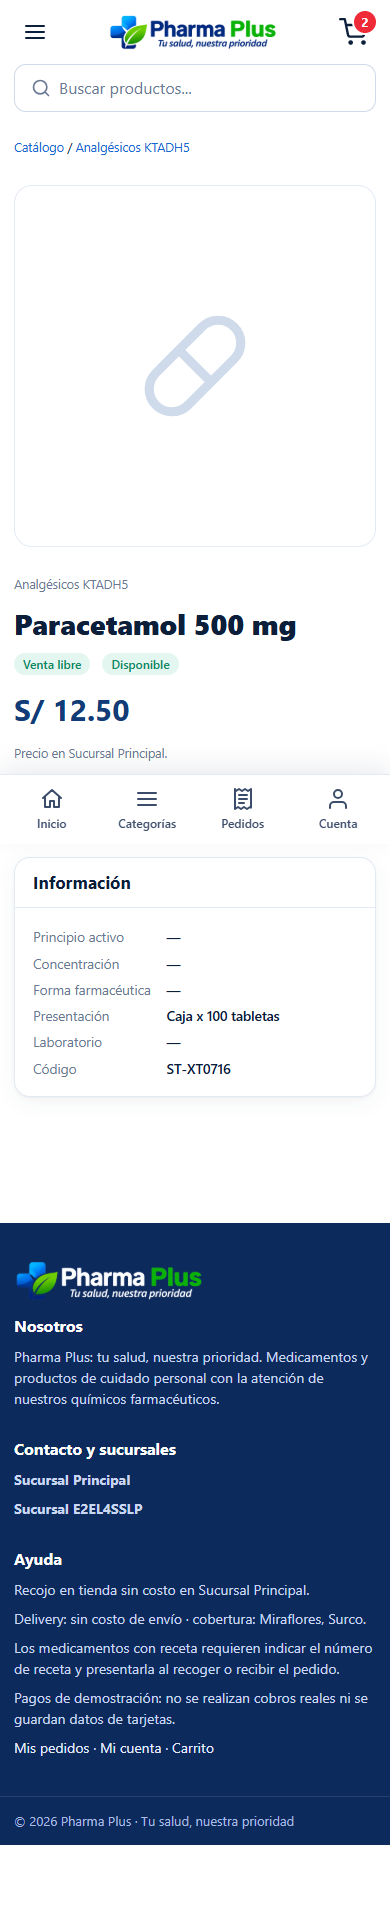 Pharma Plus
Tu salud, nuestra prioridad
2
Buscar productos...
Catálogo / Analgésicos KTADH5
Analgésicos KTADH5
Paracetamol 500 mg
Venta libre Disponible
S/ 12.50
Precio en Sucursal Principal.
Inicio Categorías Pedidos Cuenta
Información
Principio activo —
Concentración —
Forma farmacéutica —
Presentación Caja x 100 tabletas
Laboratorio —
Código ST-XT0716
Pharma Plus
Tu salud, nuestra prioridad
Nosotros
Pharma Plus: tu salud, nuestra prioridad. Medicamentos y
productos de cuidado personal con la atención de
nuestros químicos farmacéuticos.
Contacto y sucursales
Sucursal Principal
Sucursal E2EL4SSLP
Ayuda
Recojo en tienda sin costo en Sucursal Principal.
Delivery: sin costo de envío · cobertura: Miraflores, Surco.
Los medicamentos con receta requieren indicar el número
de receta y presentarla al recoger o recibir el pedido.
Pagos de demostración: no se realizan cobros reales ni se
guardan datos de tarjetas.
Mis pedidos · Mi cuenta · Carrito
© 2026 Pharma Plus · Tu salud, nuestra prioridad